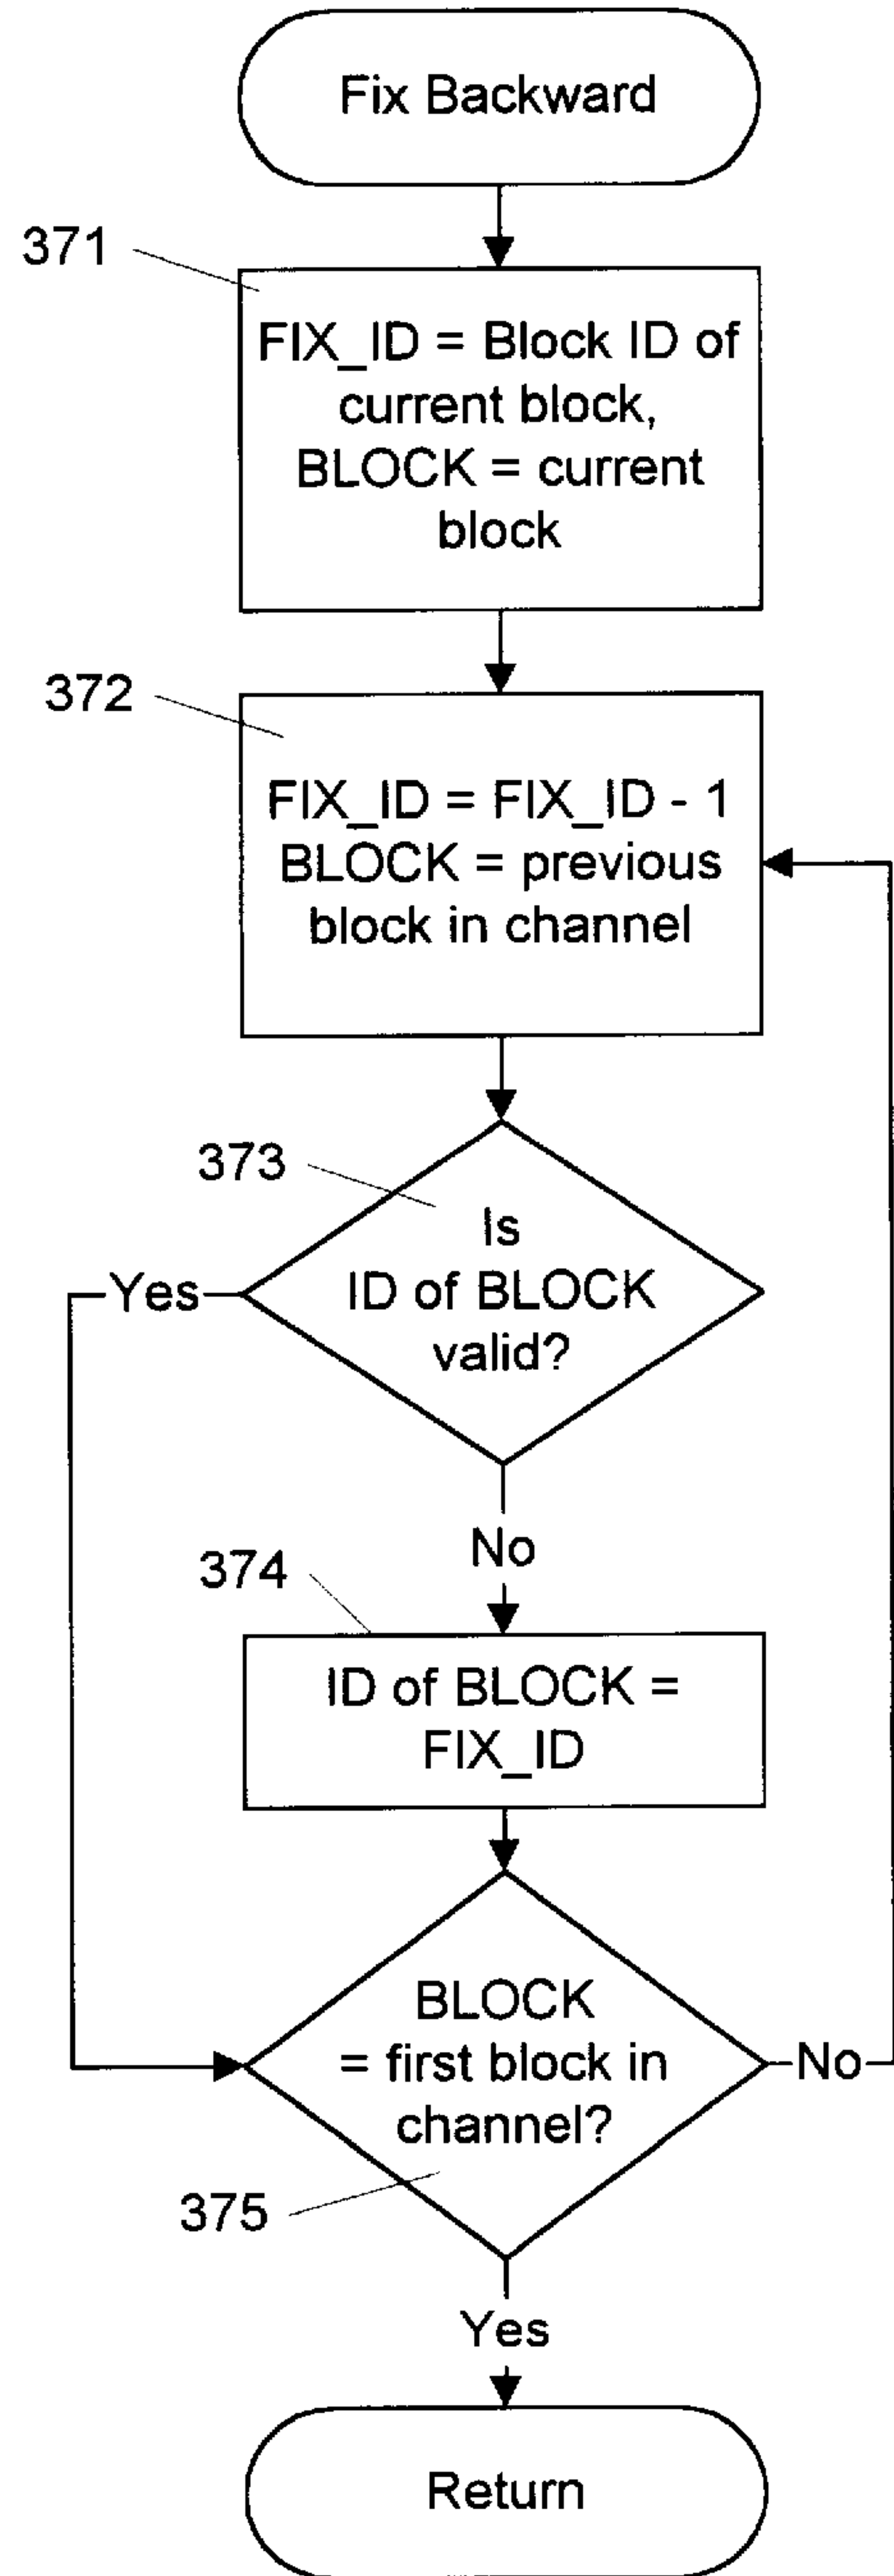 Fix Backward
371
FIX_ID = Block ID of
current block,
BLOCK = current
block
372
FIX_ID = FIX_ID - 1
BLOCK = previous
block in channel
373
Is
ID of BLOCK
valid?
Yes
No
374
ID of BLOCK =
FIX_ID
BLOCK
= first block in
channel?
No
375
Yes
Return